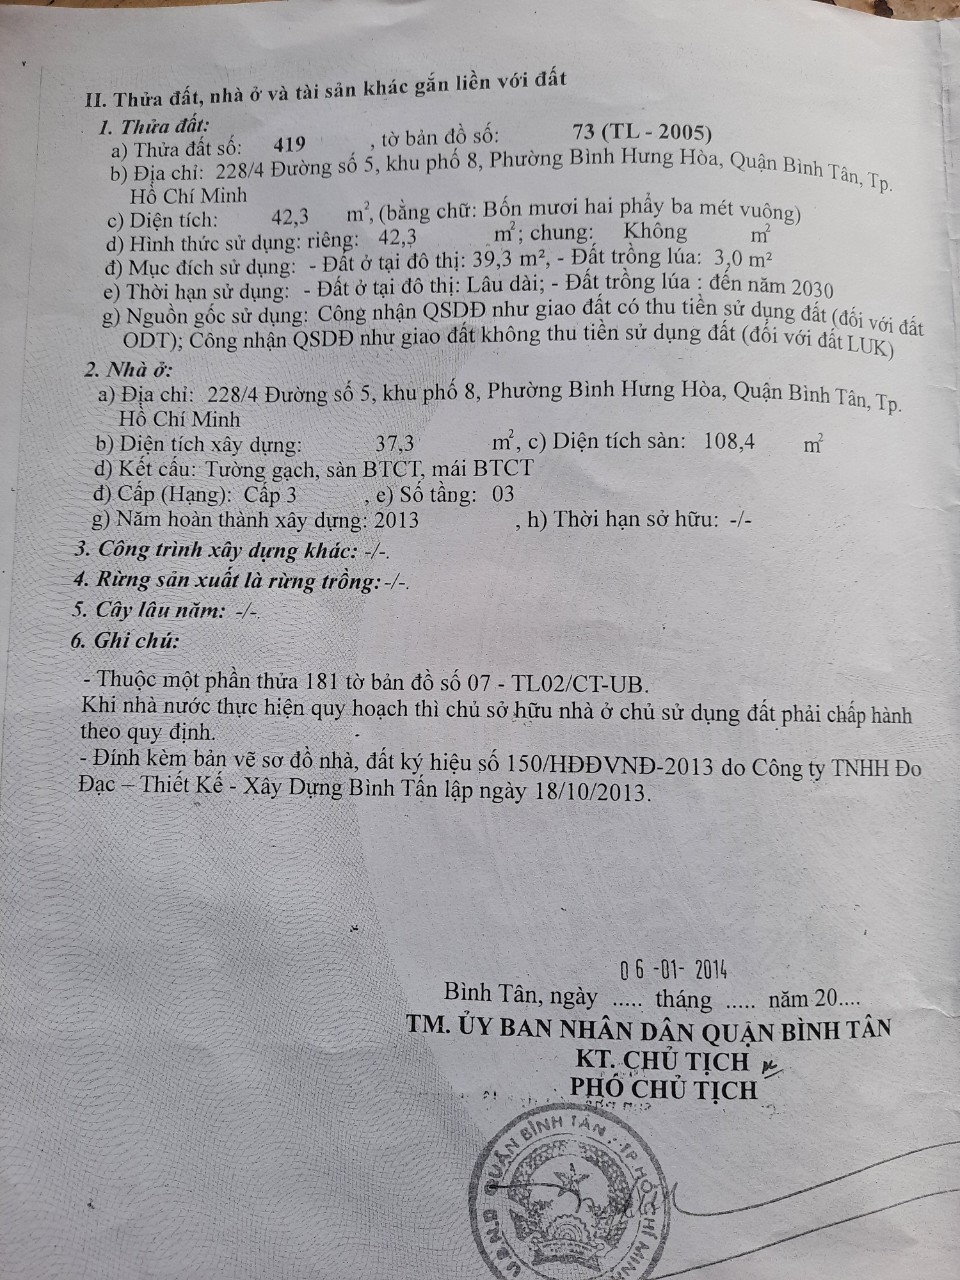 II. Thửa đất, nhà ở và tài sản khác gắn liền với đất
1. Thửa đất:
a) Thửa đất số: 419 , tờ bản đồ số: 73 (TL - 2005)
b) Địa chỉ: 228/4 Đường số 5, khu phố 8, Phường Bình Hưng Hòa, Quận Bình Tân, Tp.
Hồ Chí Minh
c) Diện tích: 42,3 m², (bằng chữ: Bốn mươi hai phẩy ba mét vuông)
d) Hình thức sử dụng: riêng: 42,3 m²; chung: Không m²
đ) Mục đích sử dụng: - Đất ở tại đô thị: 39,3 m², - Đất trồng lúa: 3,0 m²
e) Thời hạn sử dụng: - Đất ở tại đô thị: Lâu dài; - Đất trồng lúa : đến năm 2030
g) Nguồn gốc sử dụng: Công nhận QSDĐ như giao đất có thu tiền sử dụng đất (đối với đất
ODT); Công nhận QSDĐ như giao đất không thu tiền sử dụng đất (đối với đất LUK)
2. Nhà ở:
a) Địa chỉ: 228/4 Đường số 5, khu phố 8, Phường Bình Hưng Hòa, Quận Bình Tân, Tp.
Hồ Chí Minh
b) Diện tích xây dựng: 37,3 m², c) Diện tích sàn: 108,4 m²
d) Kết cấu: Tường gạch, sàn BTCT, mái BTCT
đ) Cấp (Hạng): Cấp 3 , e) Số tầng: 03
g) Năm hoàn thành xây dựng: 2013 , h) Thời hạn sở hữu: -/-
3. Công trình xây dựng khác: -/-.
4. Rừng sản xuất là rừng trồng: -/-.
5. Cây lâu năm: -/-.
6. Ghi chú:
- Thuộc một phần thửa 181 tờ bản đồ số 07 - TL02/CT-UB.
Khi nhà nước thực hiện quy hoạch thì chủ sở hữu nhà ở chủ sử dụng đất phải chấp hành
theo quy định.
- Đính kèm bản vẽ sơ đồ nhà, đất ký hiệu số 150/HĐĐVNĐ-2013 do Công ty TNHH Đo
Đạc – Thiết Kế - Xây Dựng Bình Tấn lập ngày 18/10/2013.
06 -01- 2014
Bình Tân, ngày ..... tháng ..... năm 20....
TM. ỦY BAN NHÂN DÂN QUẬN BÌNH TÂN
KT. CHỦ TỊCH
PHÓ CHỦ TỊCH
U.B.N.D QUẬN BÌNH TÂN - TP HỒ CHÍ MINH